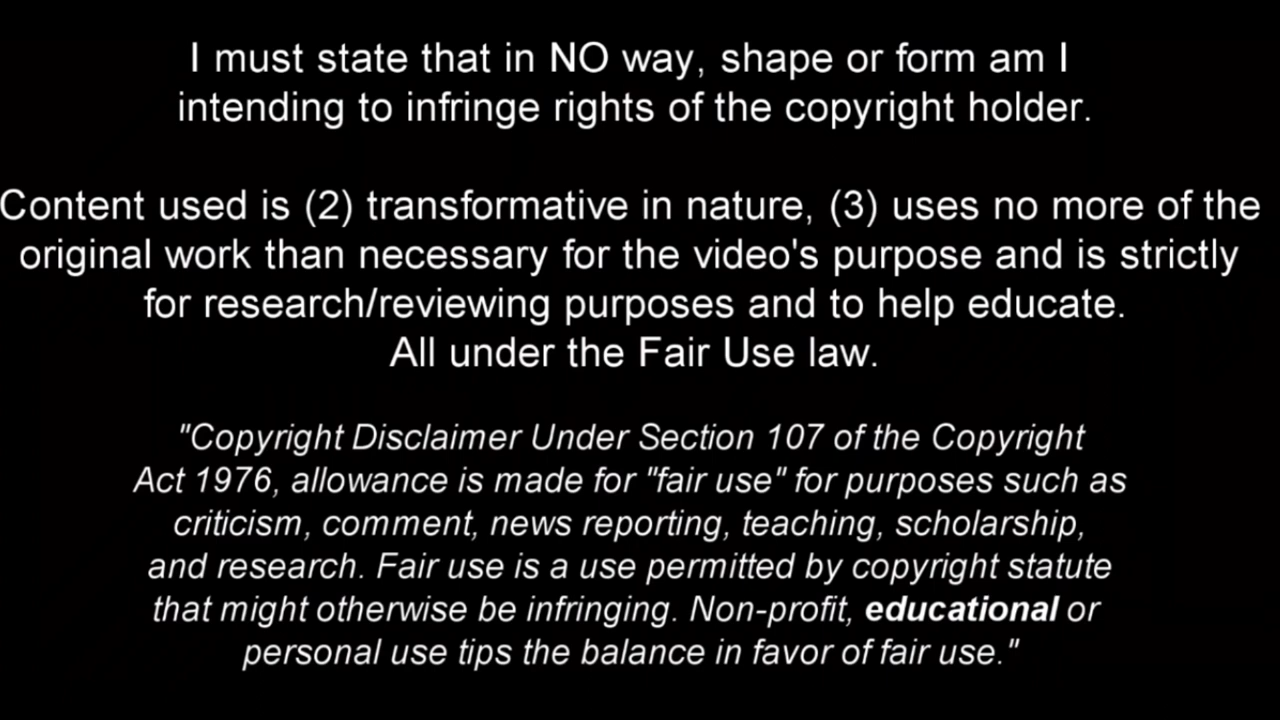 I must state that in NO way, shape or form am I
intending to infringe rights of the copyright holder.
Content used is (2) transformative in nature, (3) uses no more of the
original work than necessary for the video's purpose and is strictly
for research/reviewing purposes and to help educate.
All under the Fair Use law.
"Copyright Disclaimer Under Section 107 of the Copyright
Act 1976, allowance is made for "fair use" for purposes such as
criticism, comment, news reporting, teaching, scholarship,
and research. Fair use is a use permitted by copyright statute
that might otherwise be infringing. Non-profit, educational or
personal use tips the balance in favor of fair use."